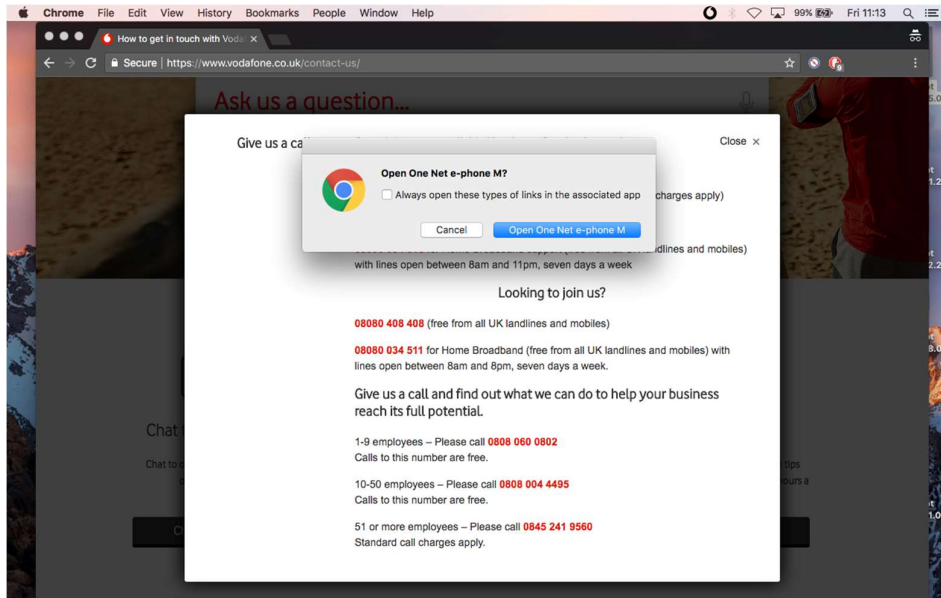 Chrome File Edit View History Bookmarks People Window Help 99% Fri 11:13
How to get in touch with Voda ×
Secure | https://www.vodafone.co.uk/contact-us/
9
Ask us a question...
Give us a ca
Close ×
Open One Net e-phone M?
Always open these types of links in the associated app
charges apply)
Cancel
Open One Net e-phone M
landlines and mobiles)
with lines open between 8am and 11pm, seven days a week
Looking to join us?
08080 408 408 (free from all UK landlines and mobiles)
08080 034 511 for Home Broadband (free from all UK landlines and mobiles) with
lines open between 8am and 8pm, seven days a week.
Give us a call and find out what we can do to help your business
reach its full potential.
1-9 employees – Please call 0808 060 0802
Calls to this number are free.
10-50 employees – Please call 0808 004 4495
Calls to this number are free.
51 or more employees – Please call 0845 241 9560
Standard call charges apply.
Chat
Chat to
tips
ours a